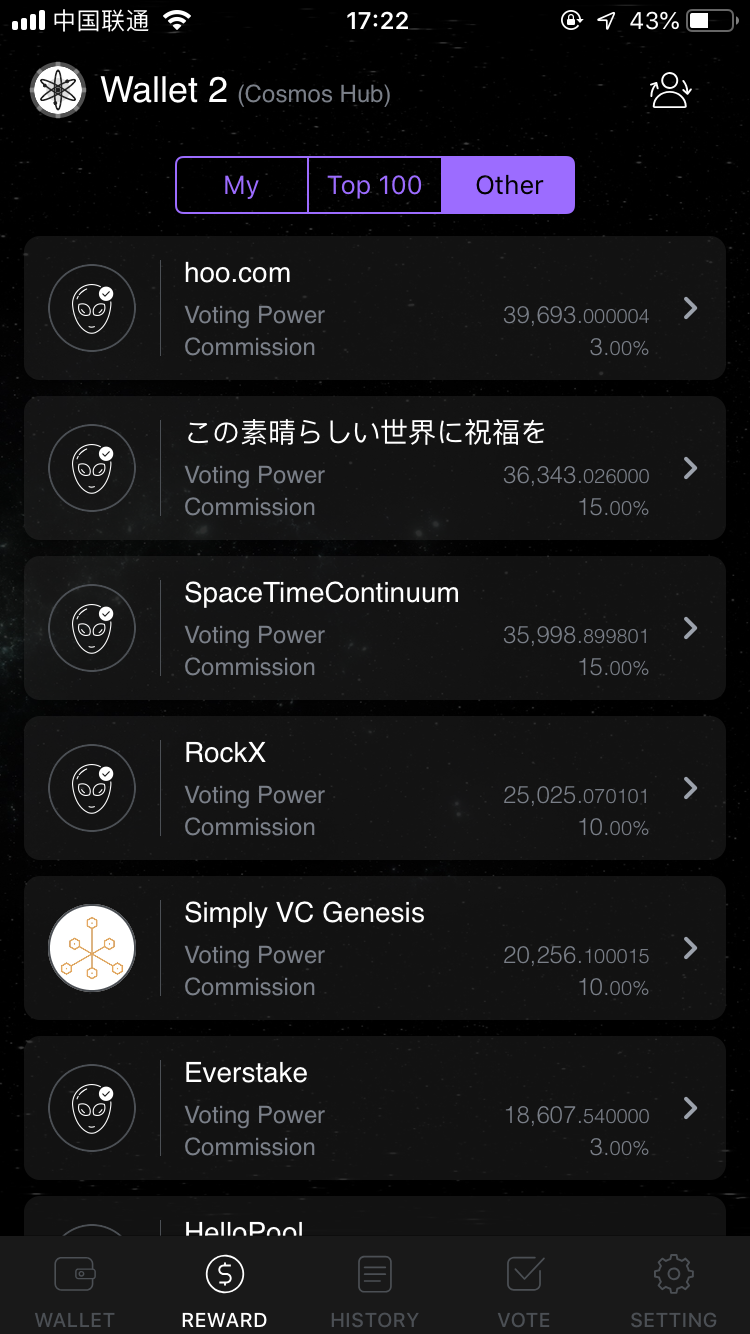 中国联通 17:22 43%
Wallet 2 (Cosmos Hub)
My Top 100 Other
hoo.com
Voting Power 39,693.000004
Commission 3.00%
この素晴らしい世界に祝福を
Voting Power 36,343.026000
Commission 15.00%
SpaceTimeContinuum
Voting Power 35,998.899801
Commission 15.00%
RockX
Voting Power 25,025.070101
Commission 10.00%
Simply VC Genesis
Voting Power 20,256.100015
Commission 10.00%
Everstake
Voting Power 18,607.540000
Commission 3.00%
HelloPool
WALLET REWARD HISTORY VOTE SETTING